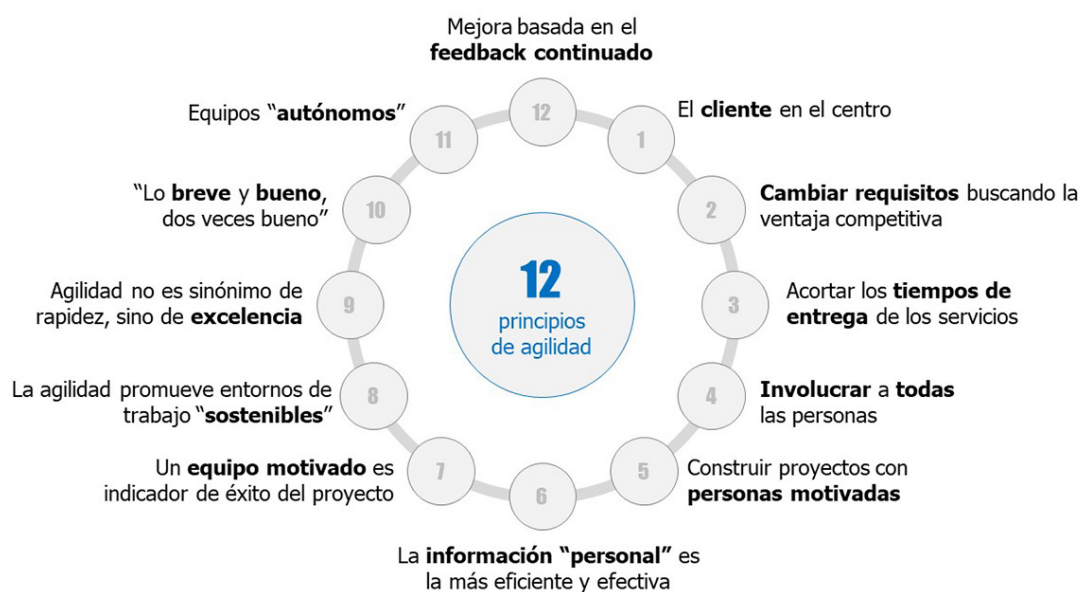 Mejora basada en el
feedback continuado
12
El cliente en el centro
1
Cambiar requisitos buscando la
ventaja competitiva
2
Acortar los tiempos de
entrega de los servicios
3
Involucrar a todas
las personas
4
Construir proyectos con
personas motivadas
5
La información “personal” es
la más eficiente y efectiva
6
Un equipo motivado es
indicador de éxito del proyecto
7
La agilidad promueve entornos de
trabajo “sostenibles”
8
Agilidad no es sinónimo de
rapidez, sino de excelencia
9
“Lo breve y bueno,
dos veces bueno”
10
Equipos “autónomos”
11
12
principios
de agilidad